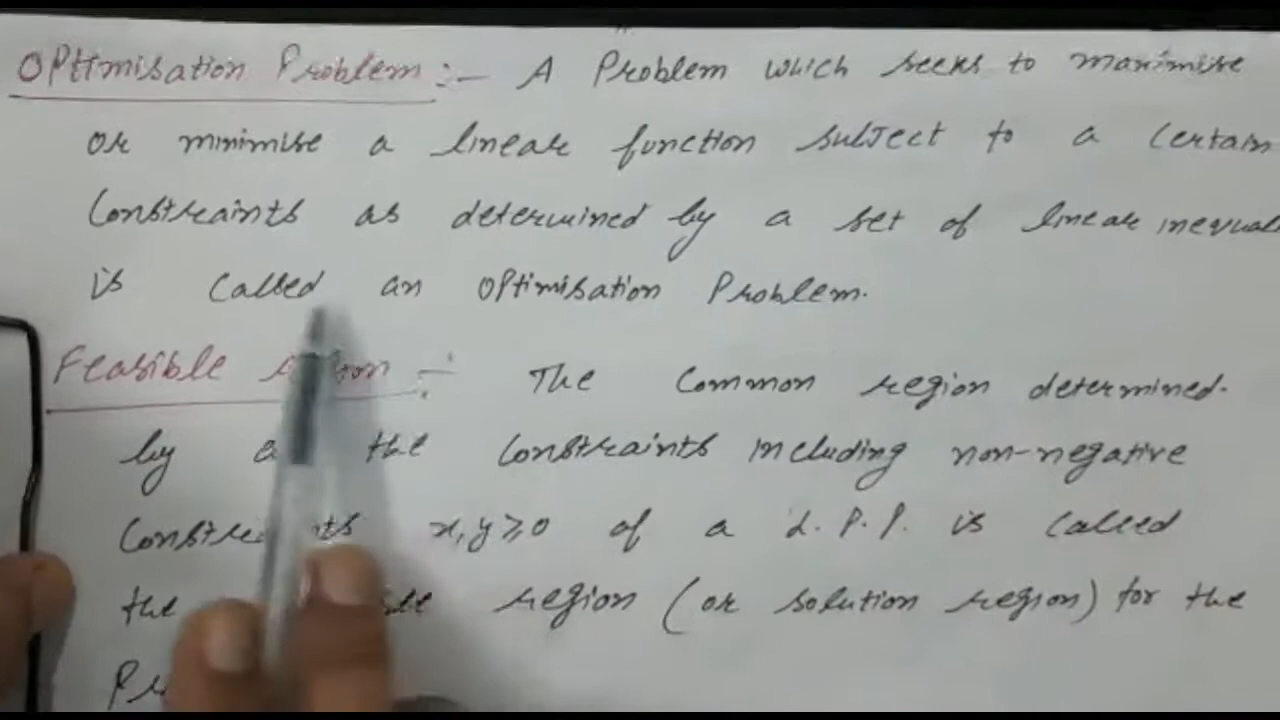 Optimisation Problem :- A Problem which seeks to maximise
or minimise a linear function subject to a certain
constraints as determined by a set of linear
is called an optimisation Problem.
Feasible :- The common region determined
by the constraints including non-negative
x, y ≥ 0 of a L.P.P. is called
the region (or solution region) for the